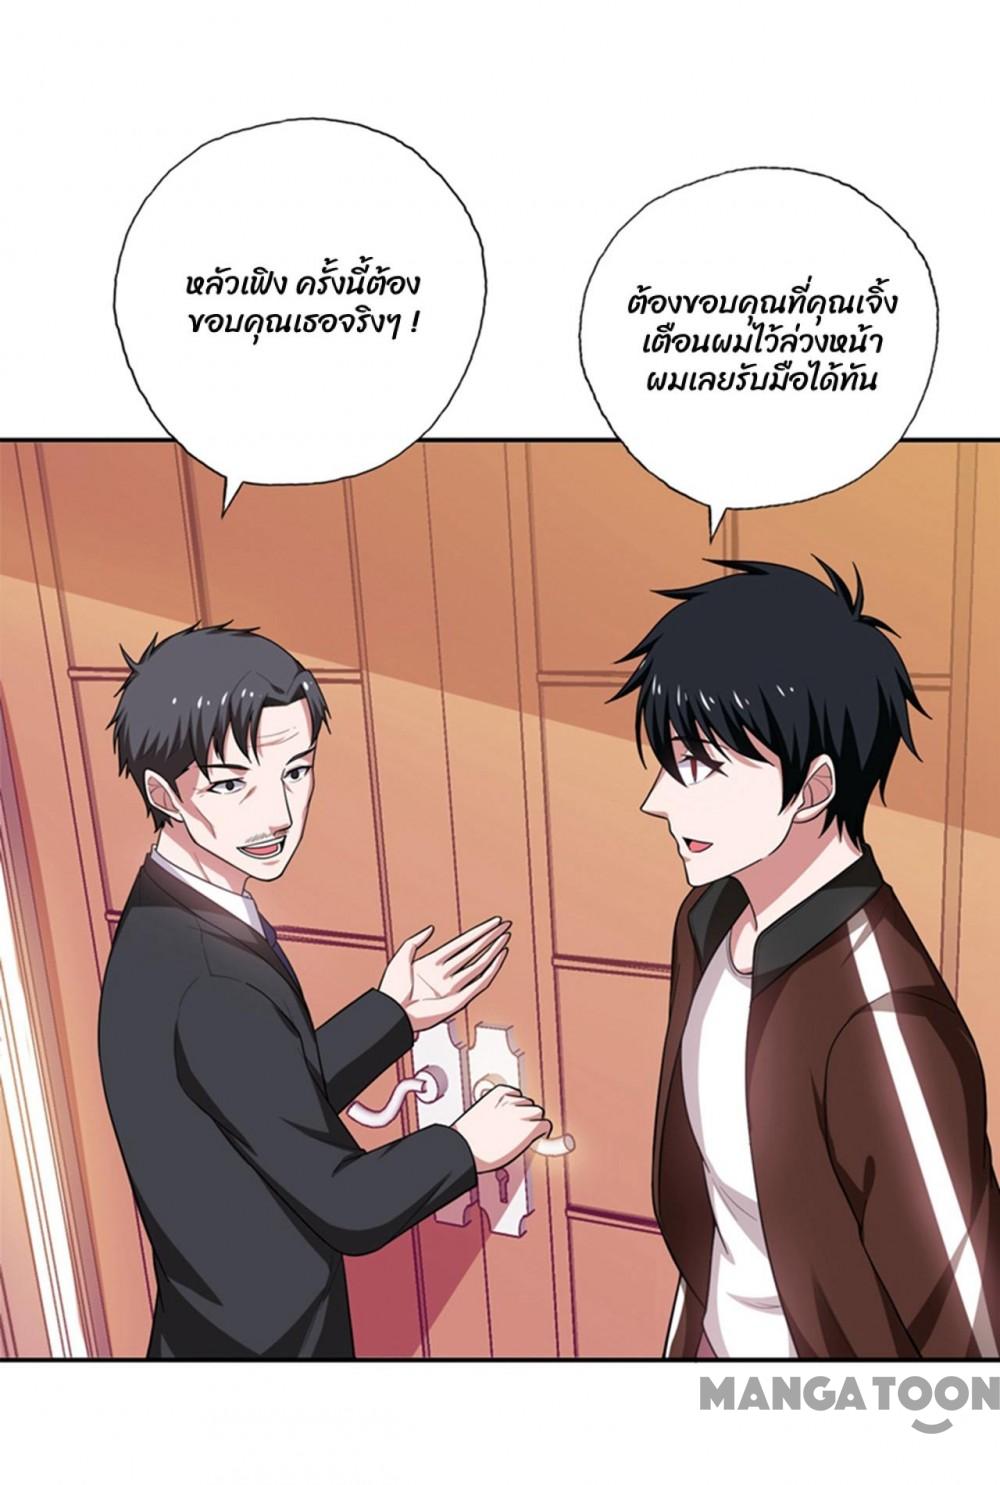 หลัวเฟิง ครั้งนี้ต้อง
ขอบคุณเธอจริงๆ !
ต้องขอบคุณที่คุณเจิ้ง
เตือนผมไว้ล่วงหน้า
ผมเลยรับมือได้ทัน
MANGATOON